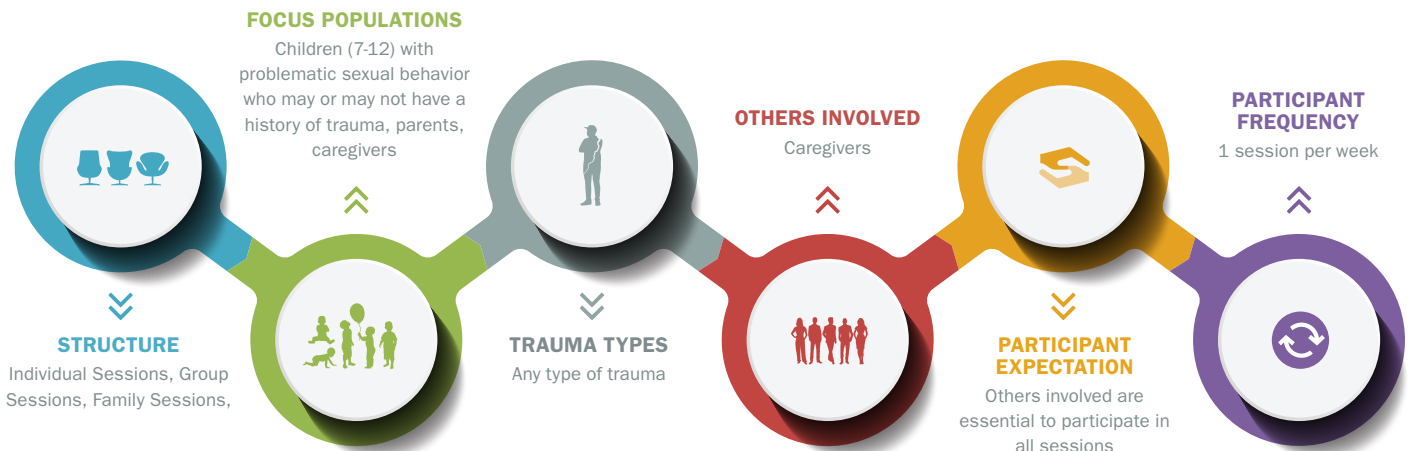 FOCUS POPULATIONS
Children (7-12) with
problematic sexual behavior
who may or may not have a
history of trauma, parents,
caregivers
OTHERS INVOLVED
Caregivers
PARTICIPANT
FREQUENCY
1 session per week
STRUCTURE
Individual Sessions, Group
Sessions, Family Sessions,
TRAUMA TYPES
Any type of trauma
PARTICIPANT
EXPECTATION
Others involved are
essential to participate in
all sessions